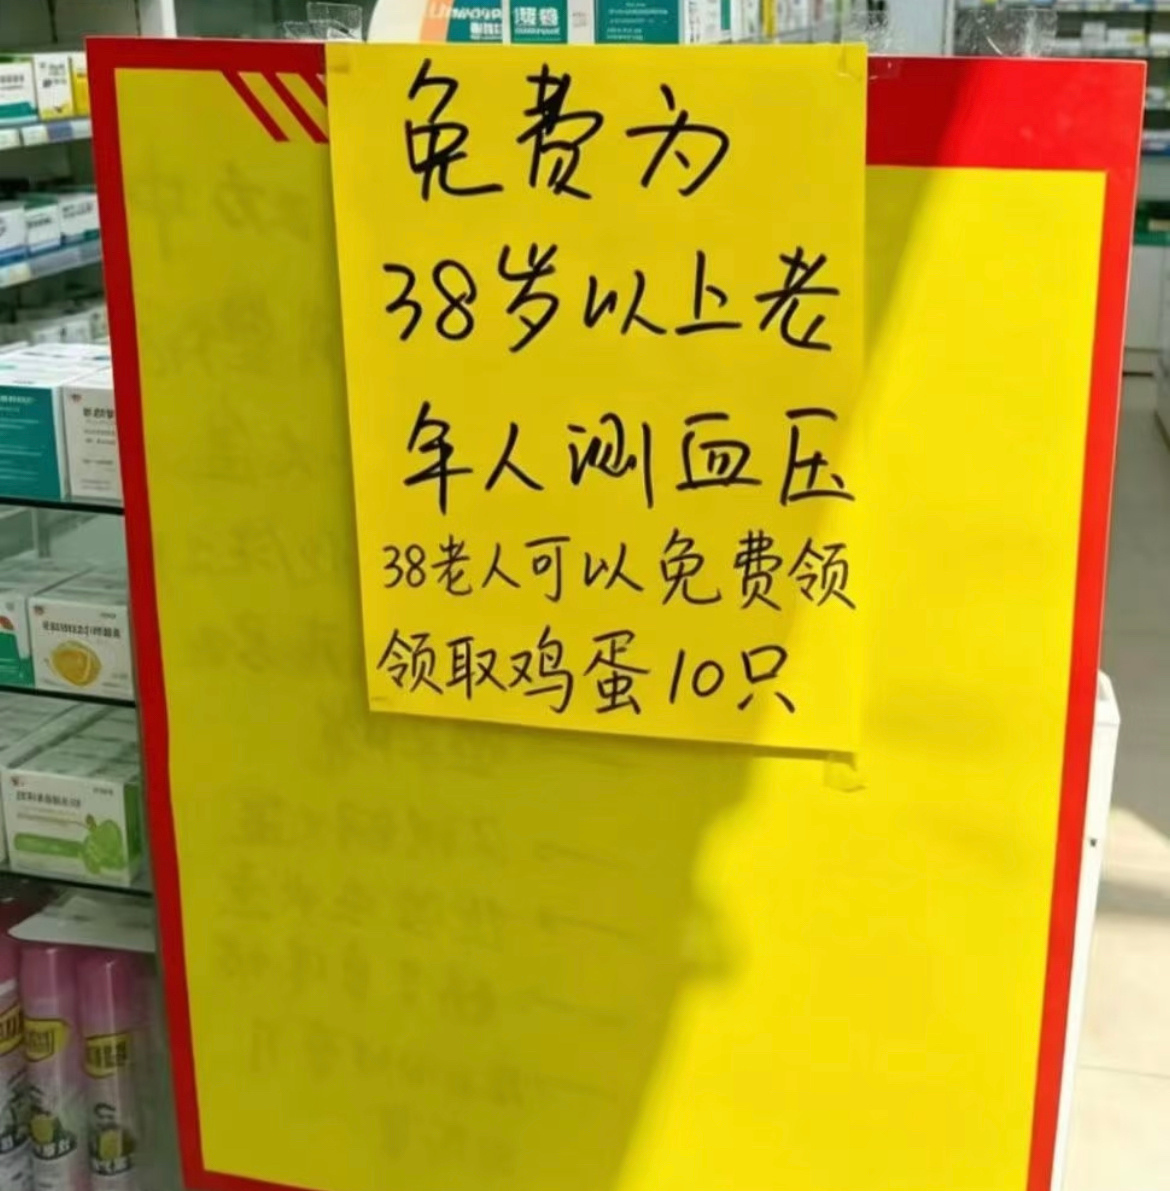 免费为
38岁以上老
年人测血压
38老人可以免费领
领取鸡蛋10只